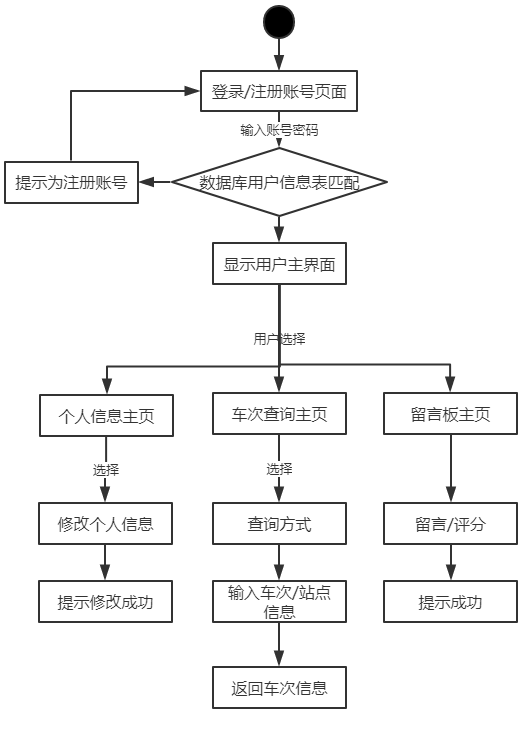 登录/注册账号页面
输入账号密码
提示为注册账号
数据库用户信息表匹配
显示用户主界面
用户选择
个人信息主页
车次查询主页
留言板主页
选择
选择
修改个人信息
查询方式
留言/评分
提示修改成功
输入车次/站点
信息
提示成功
返回车次信息